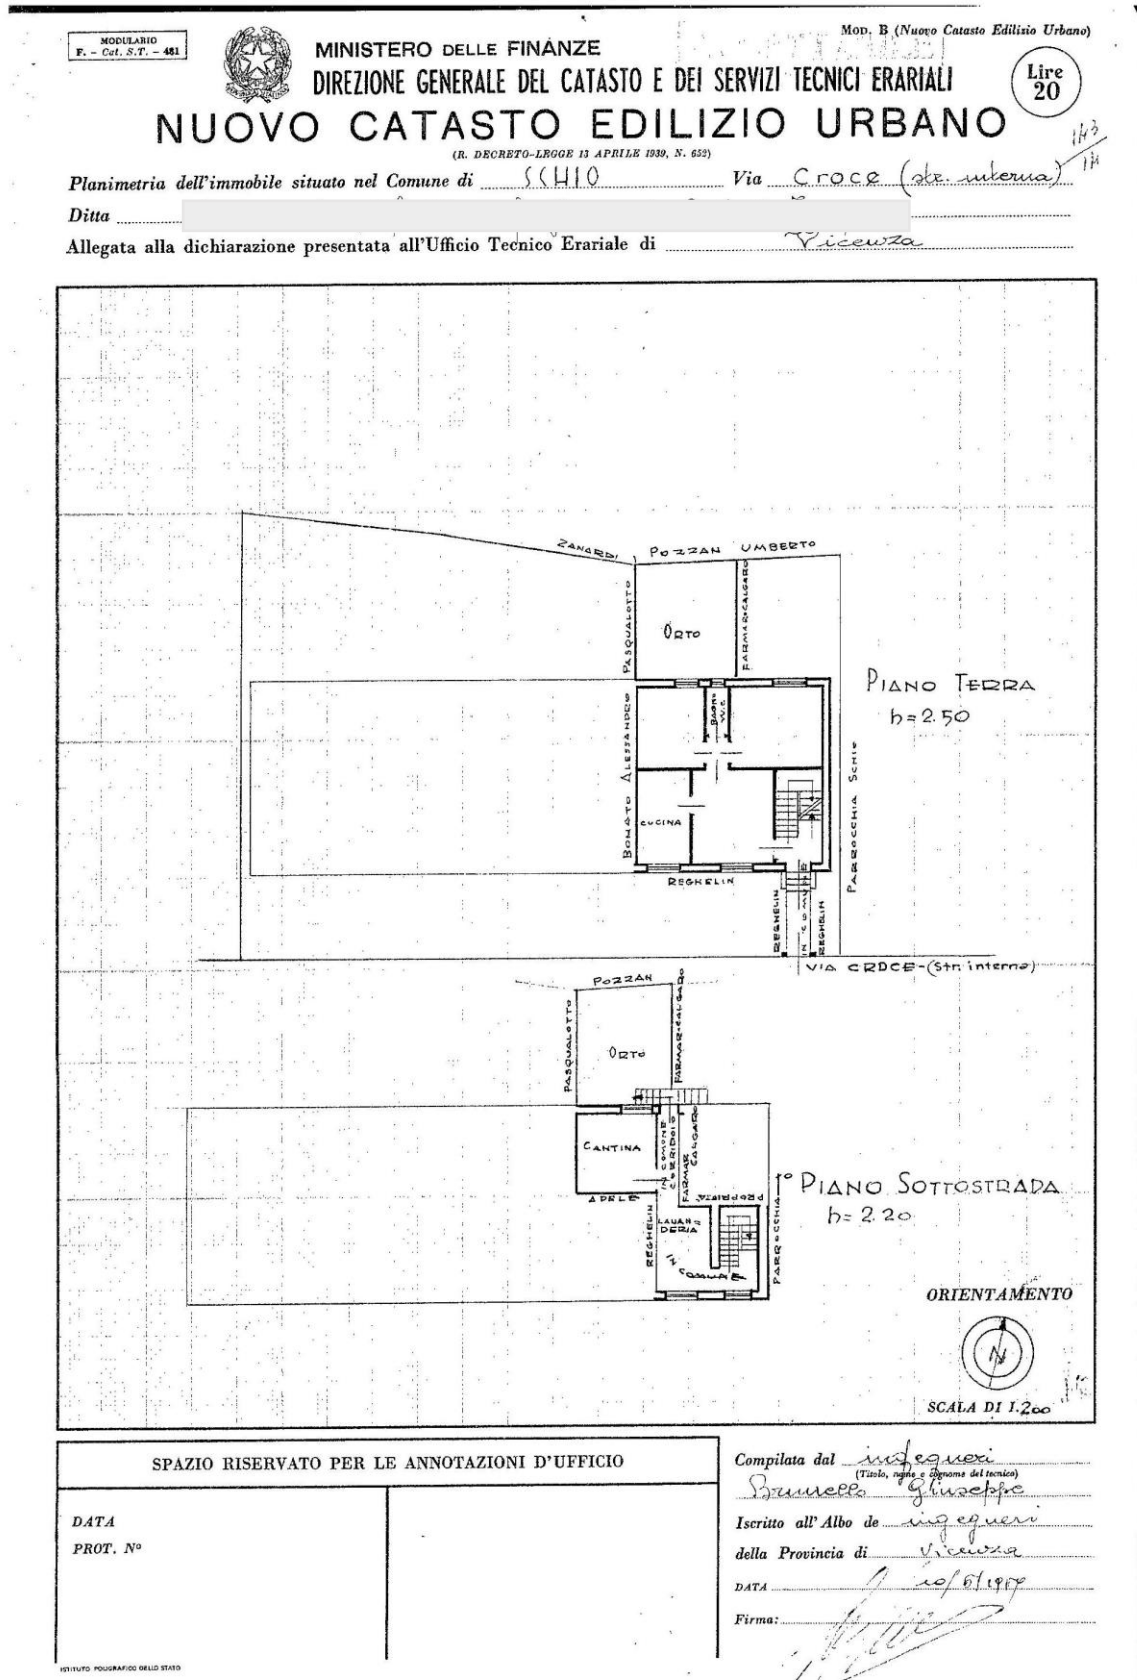 MODULARIO
F. - Cat. S.T. - 481
MINISTERO DELLE FINANZE
DIREZIONE GENERALE DEL CATASTO E DEI SERVIZI TECNICI ERARIALI
NUOVO CATASTO EDILIZIO URBANO
(R. DECRETO-LEGGE 13 APRILE 1939, N. 652)
Mod. B (Nuovo Catasto Edilizio Urbano)
Lire
20
Planimetria dell'immobile situato nel Comune di SCHIO Via Croce (str. interna)
Ditta
Allegata alla dichiarazione presentata all'Ufficio Tecnico Erariale di Vicenza
ZANARDI
POZZAN UMBERTO
PASQUALOTTO
ORTO
FARMAR-CALGARO
PIANO TERRA
h=2.50
BONATO ALESSANDRO
BAGNO
W.C.
CUCINA
PARROCCHIA SCHIO
REGHELIN
REGHELIN
IN COMUNE
REGHELIN
VIA CROCE-(Str. interna)
POZZAN
PASQUALOTTO
ORTO
FARMAR-CALGARO
CANTINA
IN COMUNE
CORRIDOIO
FARMAR
CALGARO
APRLE
PROPRIETA
REGHELIN
LAVAN=
DERIA
IN COMUNE
PARROCCHIA
PIANO SOTTOSTRADA
h= 2.20
ORIENTAMENTO
N
SCALA DI 1.200
SPAZIO RISERVATO PER LE ANNOTAZIONI D'UFFICIO
DATA
PROT. Nº
Compilata dal ingegneri
(Titolo, nome e cognome del tecnico)
Brunello Giuseppe
Iscritto all'Albo de ingegneri
della Provincia di Vicenza
DATA
Firma:
ISTITUTO POLIGRAFICO DELLO STATO